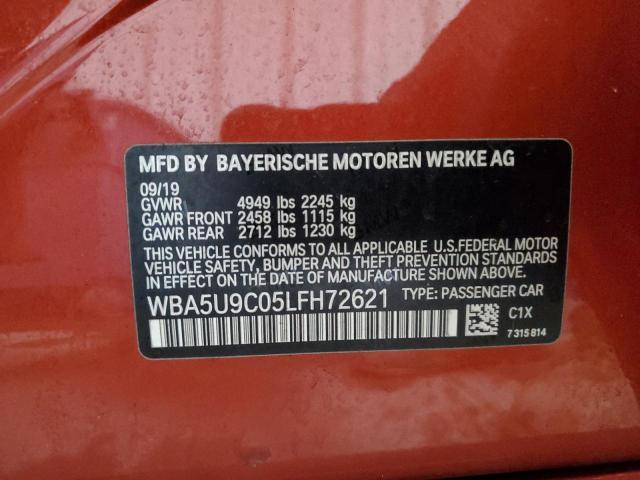 MFD BY BAYERISCHE MOTOREN WERKE AG
09/19
GVWR 4949 lbs 2245 kg
GAWR FRONT 2458 lbs 1115 kg
GAWR REAR 2712 lbs 1230 kg
THIS VEHICLE CONFORMS TO ALL APPLICABLE U.S.FEDERAL MOTOR
VEHICLE SAFETY, BUMPER AND THEFT PREVENTION STANDARDS
IN EFFECT ON THE DATE OF MANUFACTURE SHOWN ABOVE.
WBA5U9C05LFH72621 TYPE: PASSENGER CAR
C1X
7315814